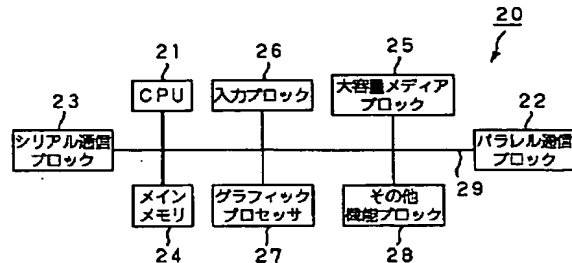 20
21
26
25
23
CPU
入力ブロック
大容量メディア
ブロック
22
シリアル通信
ブロック
パラレル通信
ブロック
29
メイン
メモリ
グラフィック
プロセッサ
その他
機能ブロック
24
27
28